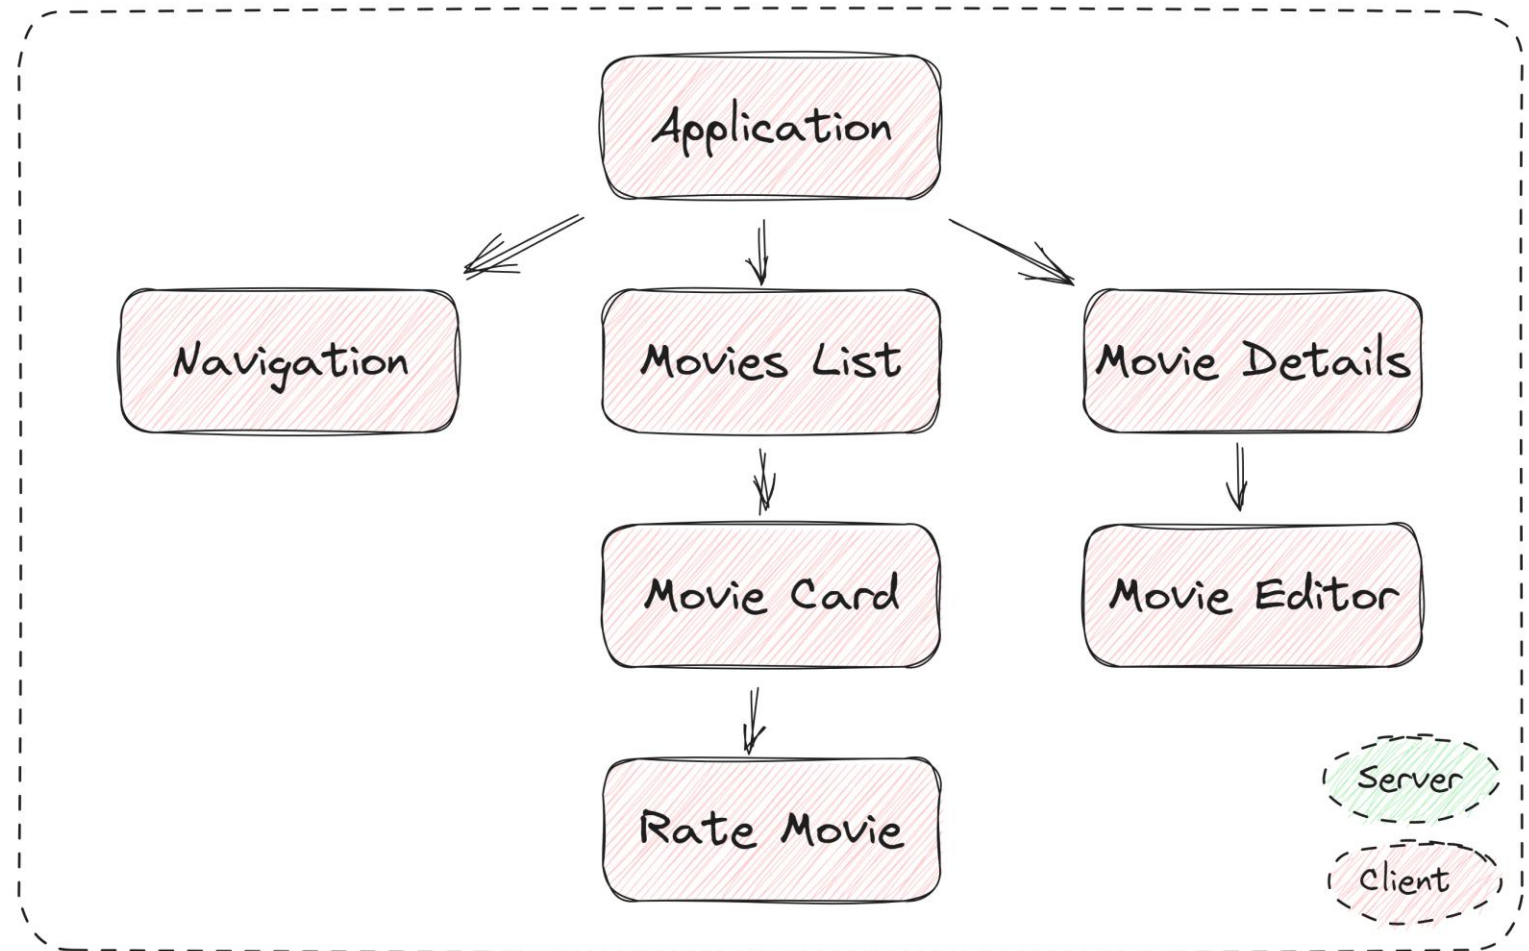 Application
Navigation
Movies List
Movie Details
Movie Card
Movie Editor
Rate Movie
Server
Client